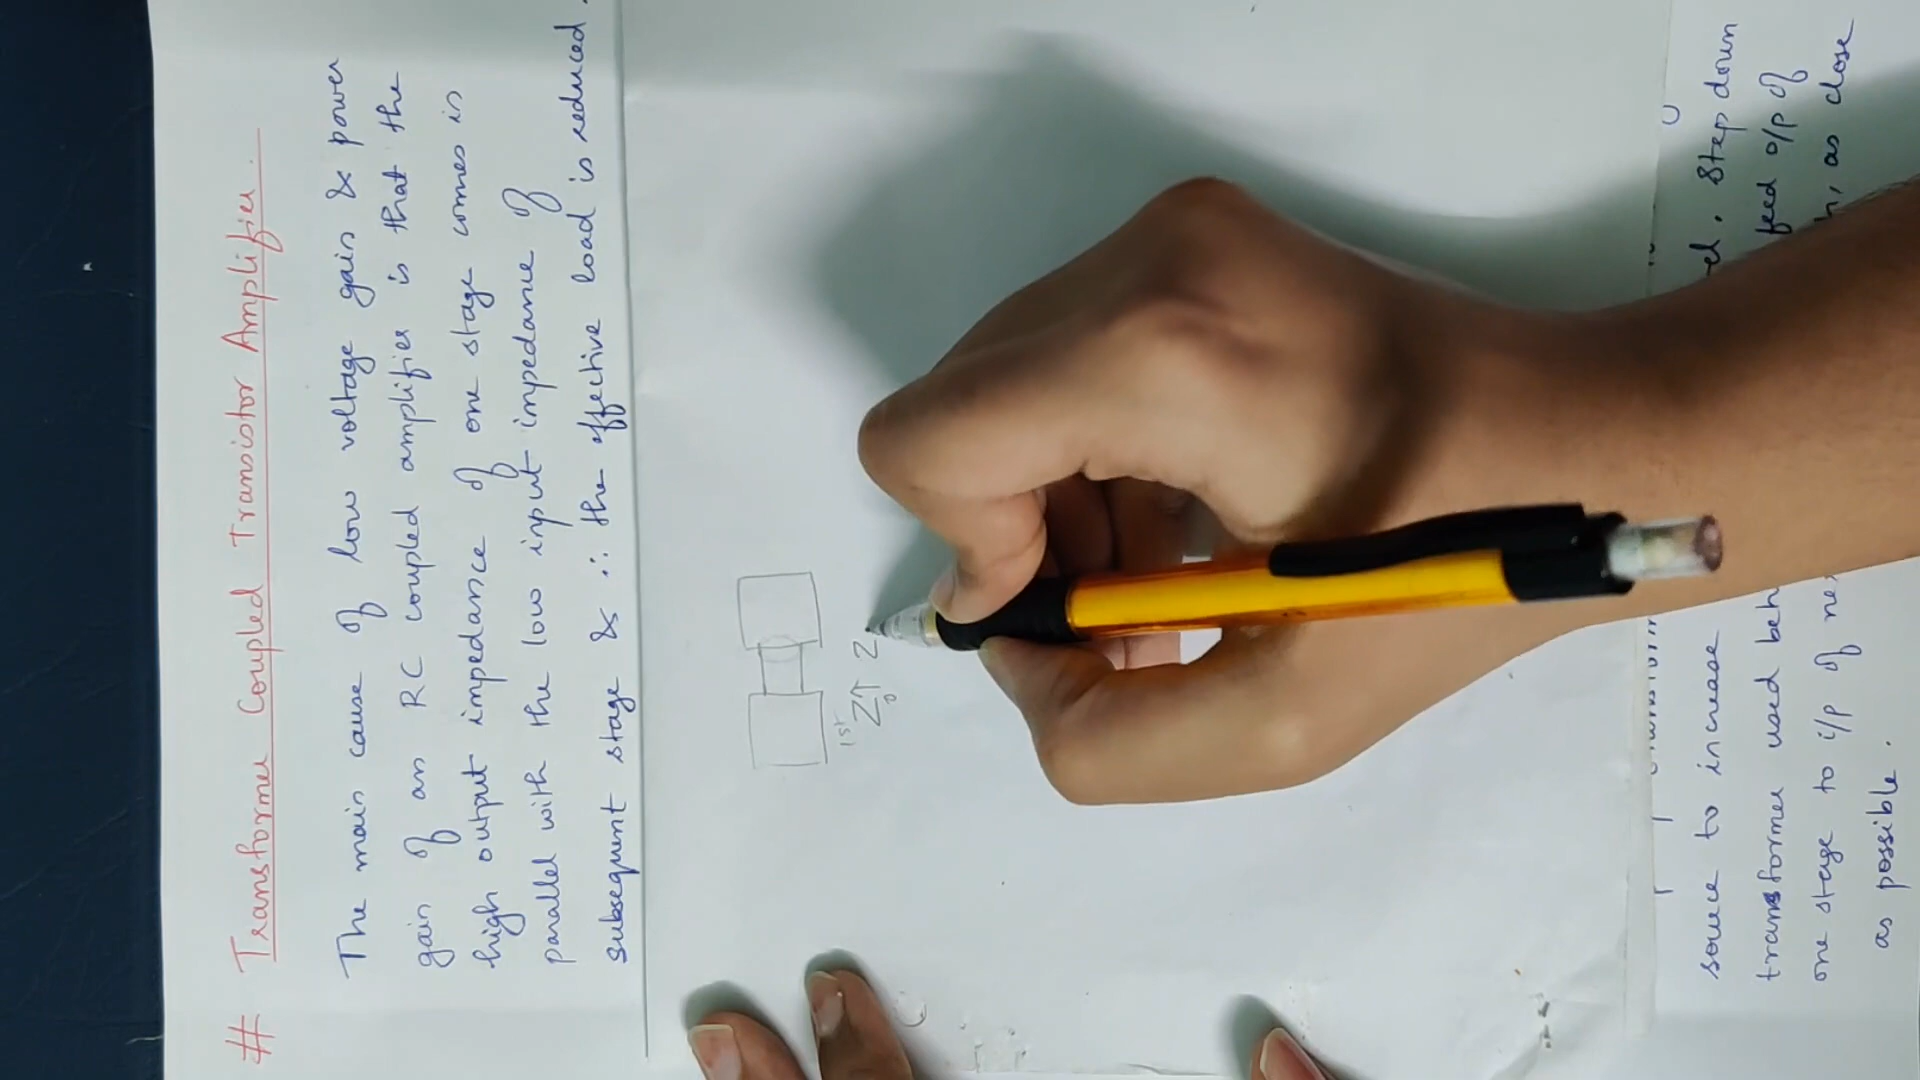 # Transformer Coupled Transistor Amplifier.
The main cause of low voltage gain & power
gain of an RC coupled amplifier is that the
high output impedance of one stage comes in
parallel with the low input impedance of
subsequent stage & ∴ the effective load is reduced.
1st
Z₀↑ Z
source to increase
Step down
transformer used feed o/p of
one stage to i/p of as close
as possible.